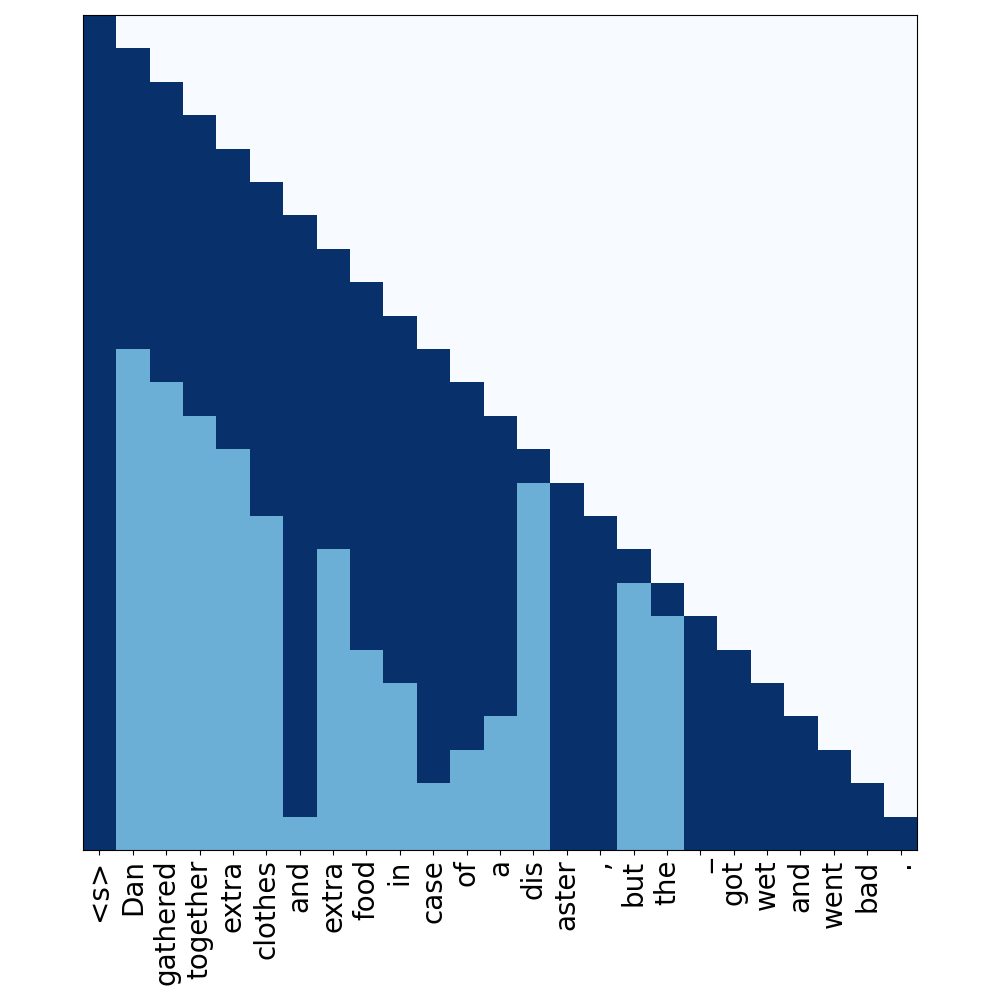 <s>
Dan
gathered
together
extra
clothes
and
extra
food
in
case
of
a
dis
aster
,
but
the
_
got
wet
and
went
bad
.